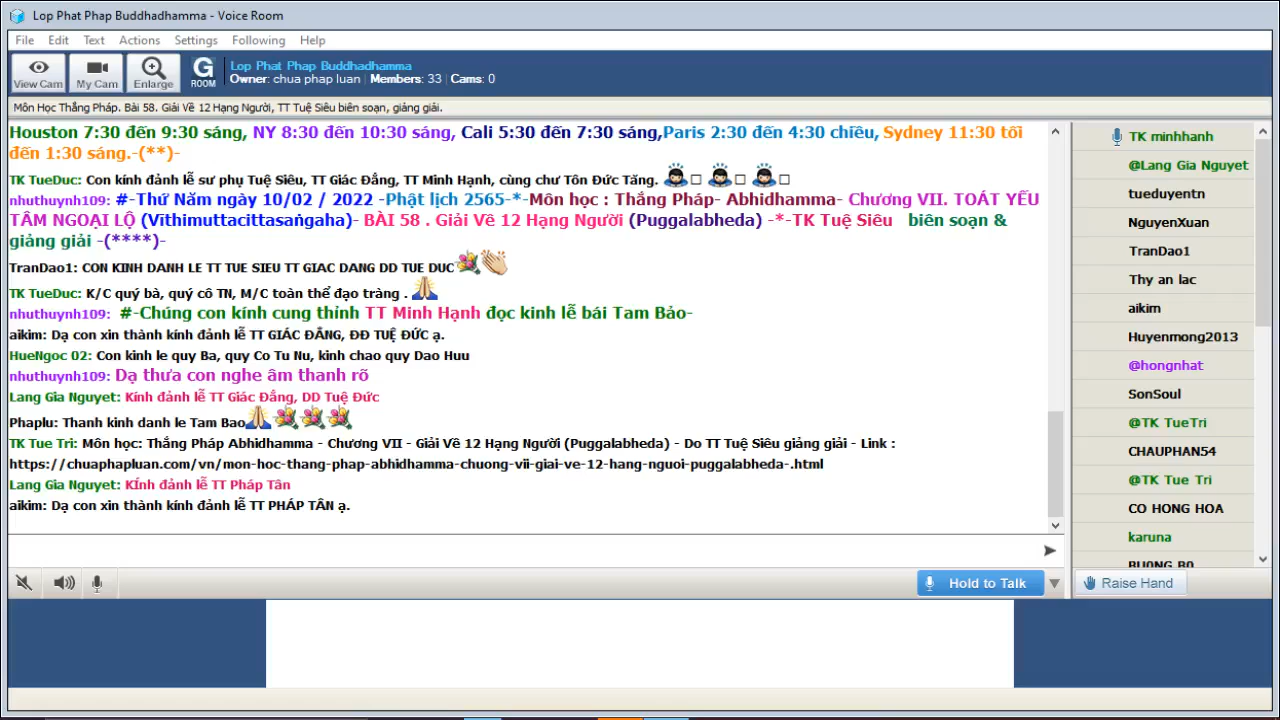 Lop Phat Phap Buddhadhamma - Voice Room
File Edit Text Actions Settings Following Help
View Cam My Cam Enlarge G ROOM
Lop Phat Phap Buddhadhamma
Owner: chua phap luan | Members: 33 | Cams: 0
Môn Học Thắng Pháp. Bài 58. Giải Về 12 Hạng Người, TT Tuệ Siêu biên soạn, giảng giải.
Houston 7:30 đến 9:30 sáng, NY 8:30 đến 10:30 sáng, Cali 5:30 đến 7:30 sáng,Paris 2:30 đến 4:30 chiều, Sydney 11:30 tối
đến 1:30 sáng.-(**)-
TK TueDuc: Con kính đảnh lễ sư phụ Tuệ Siêu, TT Giác Đẳng, TT Minh Hạnh, cùng chư Tôn Đức Tăng.
nhuthuynh109: #-Thứ Năm ngày 10/02 / 2022 -Phật lịch 2565-*-Môn học : Thắng Pháp- Abhidhamma- Chương VII. TOÁT YẾU
TÂM NGOẠI LỘ (Vīthimuttacittasaṅgaha)- BÀI 58 . Giải Về 12 Hạng Người (Puggalabheda) -*-TK Tuệ Siêu biên soạn &
giảng giải -(****)-
TranDao1: CON KINH DANH LE TT TUE SIEU TT GIAC DANG DD TUE DUC
TK TueDuc: K/C quý bà, quý cô TN, M/C toàn thể đạo tràng .
nhuthuynh109: #-Chúng con kính cung thỉnh TT Minh Hạnh đọc kinh lễ bái Tam Bảo-
aikim: Dạ con xin thành kính đảnh lễ TT GIÁC ĐẲNG, ĐĐ TUỆ ĐỨC ạ.
HueNgoc 02: Con kinh le quy Ba, quy Co Tu Nu, kinh chao quy Dao Huu
nhuthuynh109: Dạ thưa con nghe âm thanh rõ
Lang Gia Nguyet: Kính đảnh lễ TT Giác Đẳng, DD Tuệ Đức
Phaplu: Thanh kinh danh le Tam Bao
TK Tue Tri: Môn học: Thắng Pháp Abhidhamma - Chương VII - Giải Về 12 Hạng Người (Puggalabheda) - Do TT Tuệ Siêu giảng giải - Link :
https://chuaphapluan.com/vn/mon-hoc-thang-phap-abhidhamma-chuong-vii-giai-ve-12-hang-nguoi-puggalabheda-.html
Lang Gia Nguyet: KÍnh đảnh lễ TT Pháp Tân
aikim: Dạ con xin thành kính đảnh lễ TT PHÁP TÂN ạ.
Hold to Talk
TK minhhanh
@Lang Gia Nguyet
tueduyentn
NguyenXuan
TranDao1
Thy an lac
aikim
Huyenmong2013
@hongnhat
SonSoul
@TK TueTri
CHAUPHAN54
@TK Tue Tri
CO HONG HOA
karuna
BUONG BO
Raise Hand